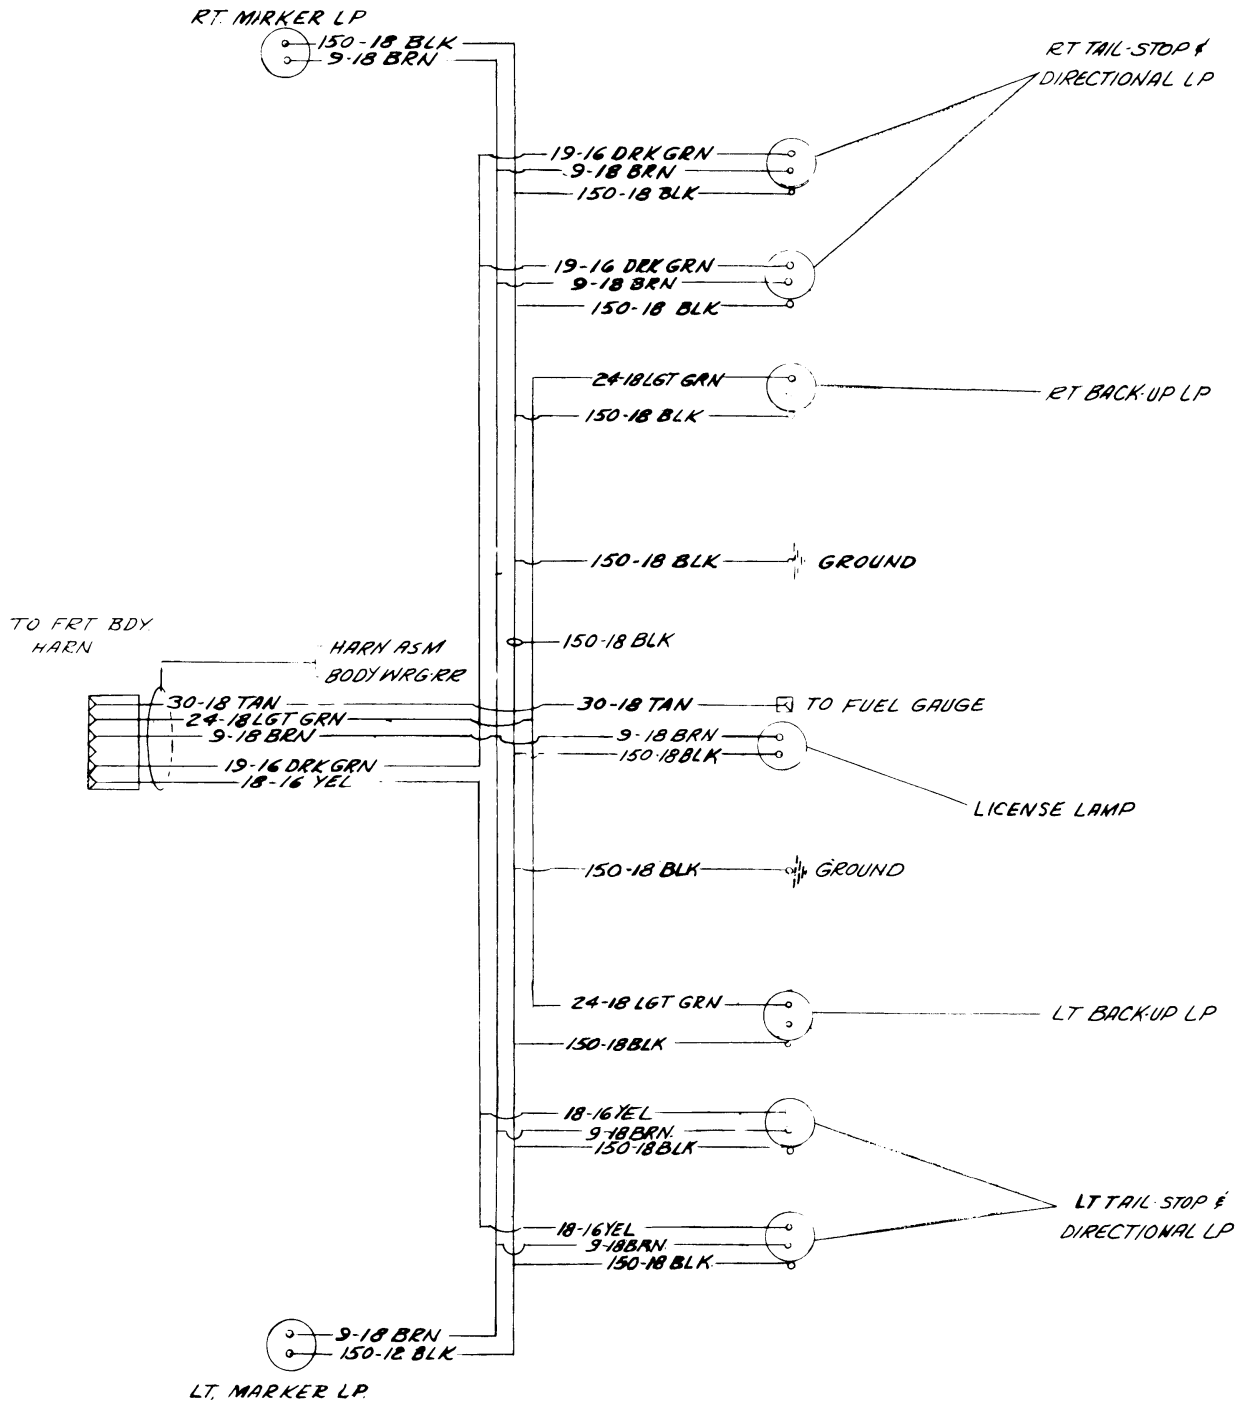 RT. MIRKER LP
150-18 BLK
9-18 BRN
RT TAIL-STOP &
DIRECTIONAL LP
19-16 DRK GRN
9-18 BRN
150-18 BLK
19-16 DRK GRN
9-18 BRN
150-18 BLK
24-18 LGT GRN
RT BACK-UP LP
150-18 BLK
150-18 BLK
GROUND
TO FRT BDY.
HARN
HARN ASM
BODY WRG-RR
150-18 BLK
30-18 TAN
30-18 TAN
TO FUEL GAUGE
24-18 LGT GRN
9-18 BRN
9-18 BRN
150-18 BLK
19-16 DRK GRN
18-16 YEL
LICENSE LAMP
150-18 BLK
GROUND
24-18 LGT GRN
LT BACK-UP LP
150-18 BLK
18-16 YEL
9-18 BRN
150-18 BLK
LT TAIL-STOP &
DIRECTIONAL LP
18-16 YEL
9-18 BRN
150-18 BLK
9-18 BRN
150-12 BLK
LT. MARKER LP.